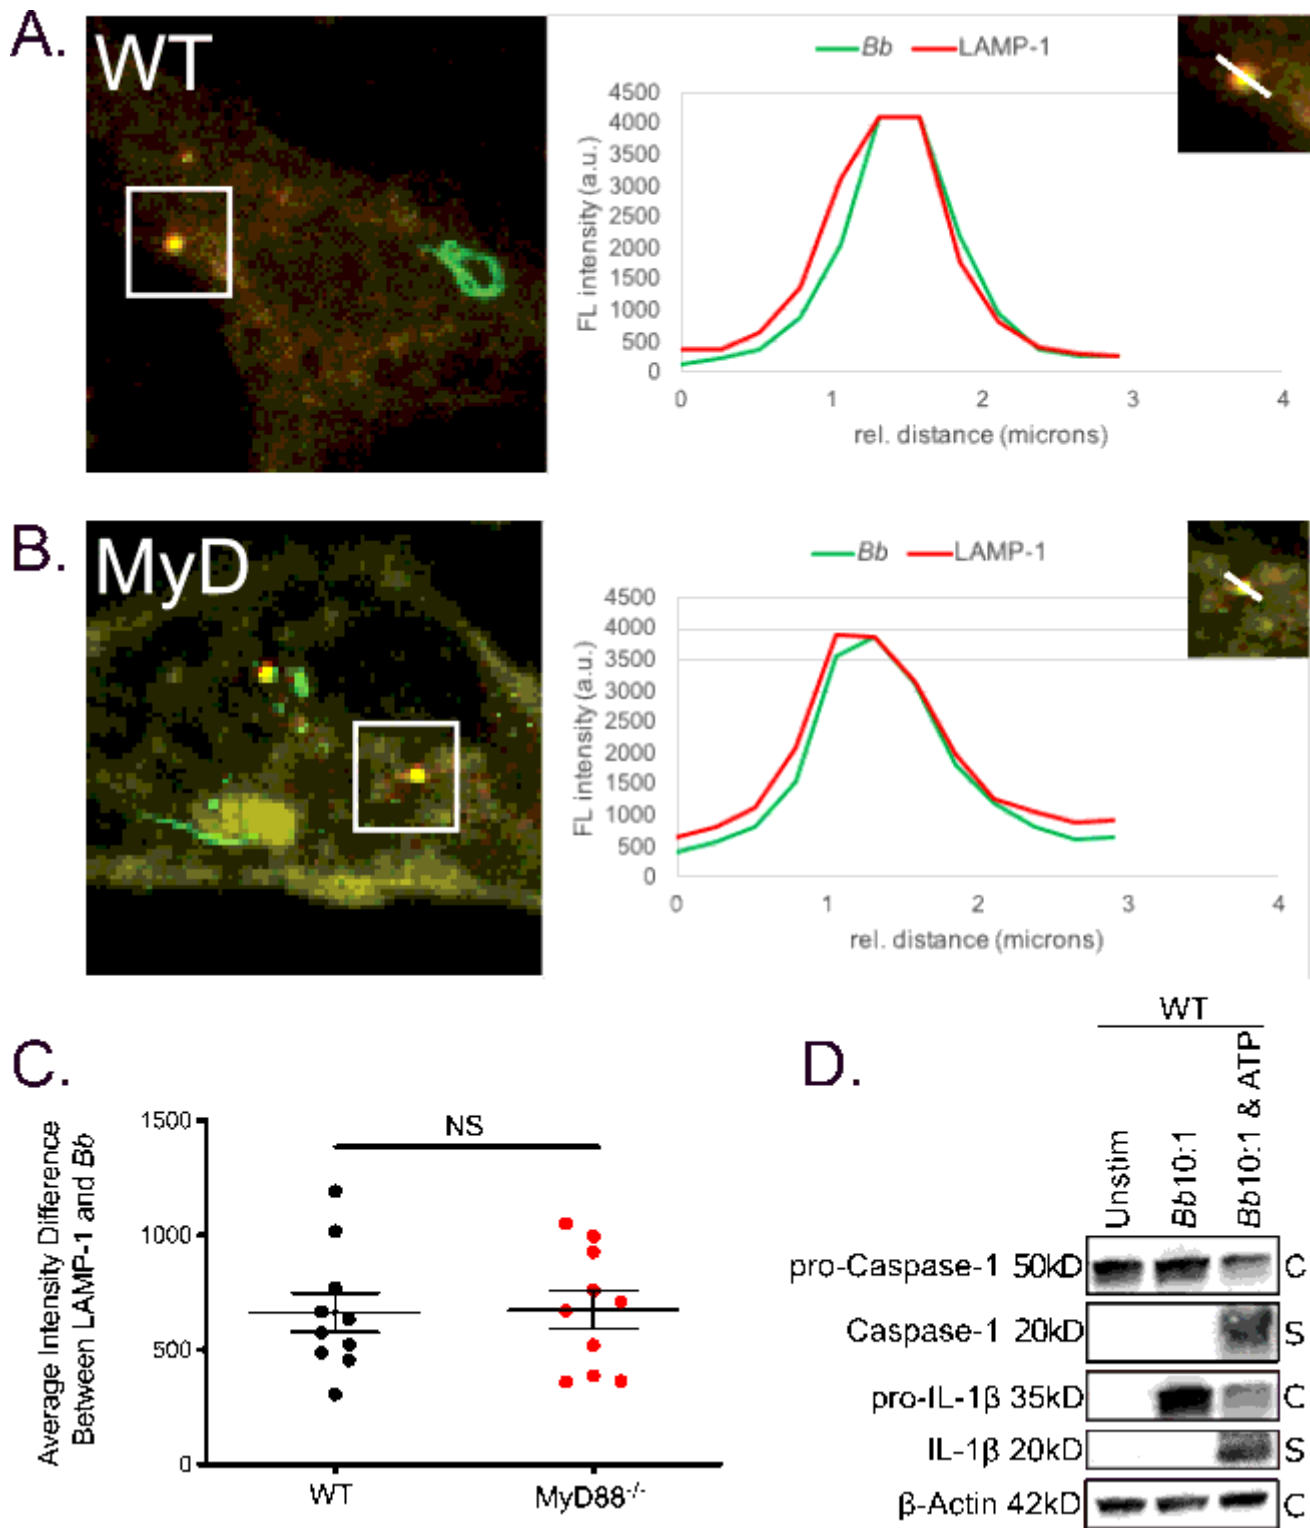 A.
WT
Bb LAMP-1
4500
4000
3500
3000
2500
2000
1500
1000
500
0
FL intensity (a.u.)
0 1 2 3 4
rel. distance (microns)
B.
MyD
Bb LAMP-1
4500
4000
3500
3000
2500
2000
1500
1000
500
0
FL intensity (a.u.)
0 1 2 3 4
rel. distance (microns)
C.
Average Intensity Difference
Between LAMP-1 and Bb
1500
1000
500
0
NS
WT MyD88-/-
D.
WT
Unstim
Bb10:1
Bb10:1 & ATP
pro-Caspase-1 50kD C
Caspase-1 20kD S
pro-IL-1β 35kD C
IL-1β 20kD S
β-Actin 42kD C